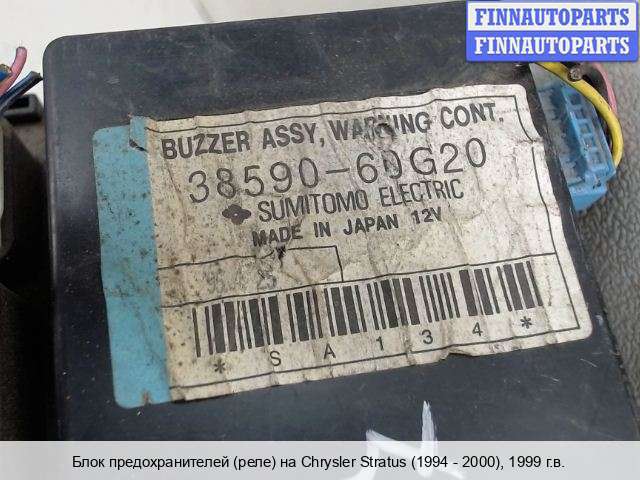 FINNAUTOPARTS
FINNAUTOPARTS
BUZZER ASSY, WARNING CONT.
38590-60G20
SUMITOMO ELECTRIC
MADE IN JAPAN 12V
*SA134*
Блок предохранителей (реле) на Chrysler Stratus (1994 - 2000), 1999 г.в.